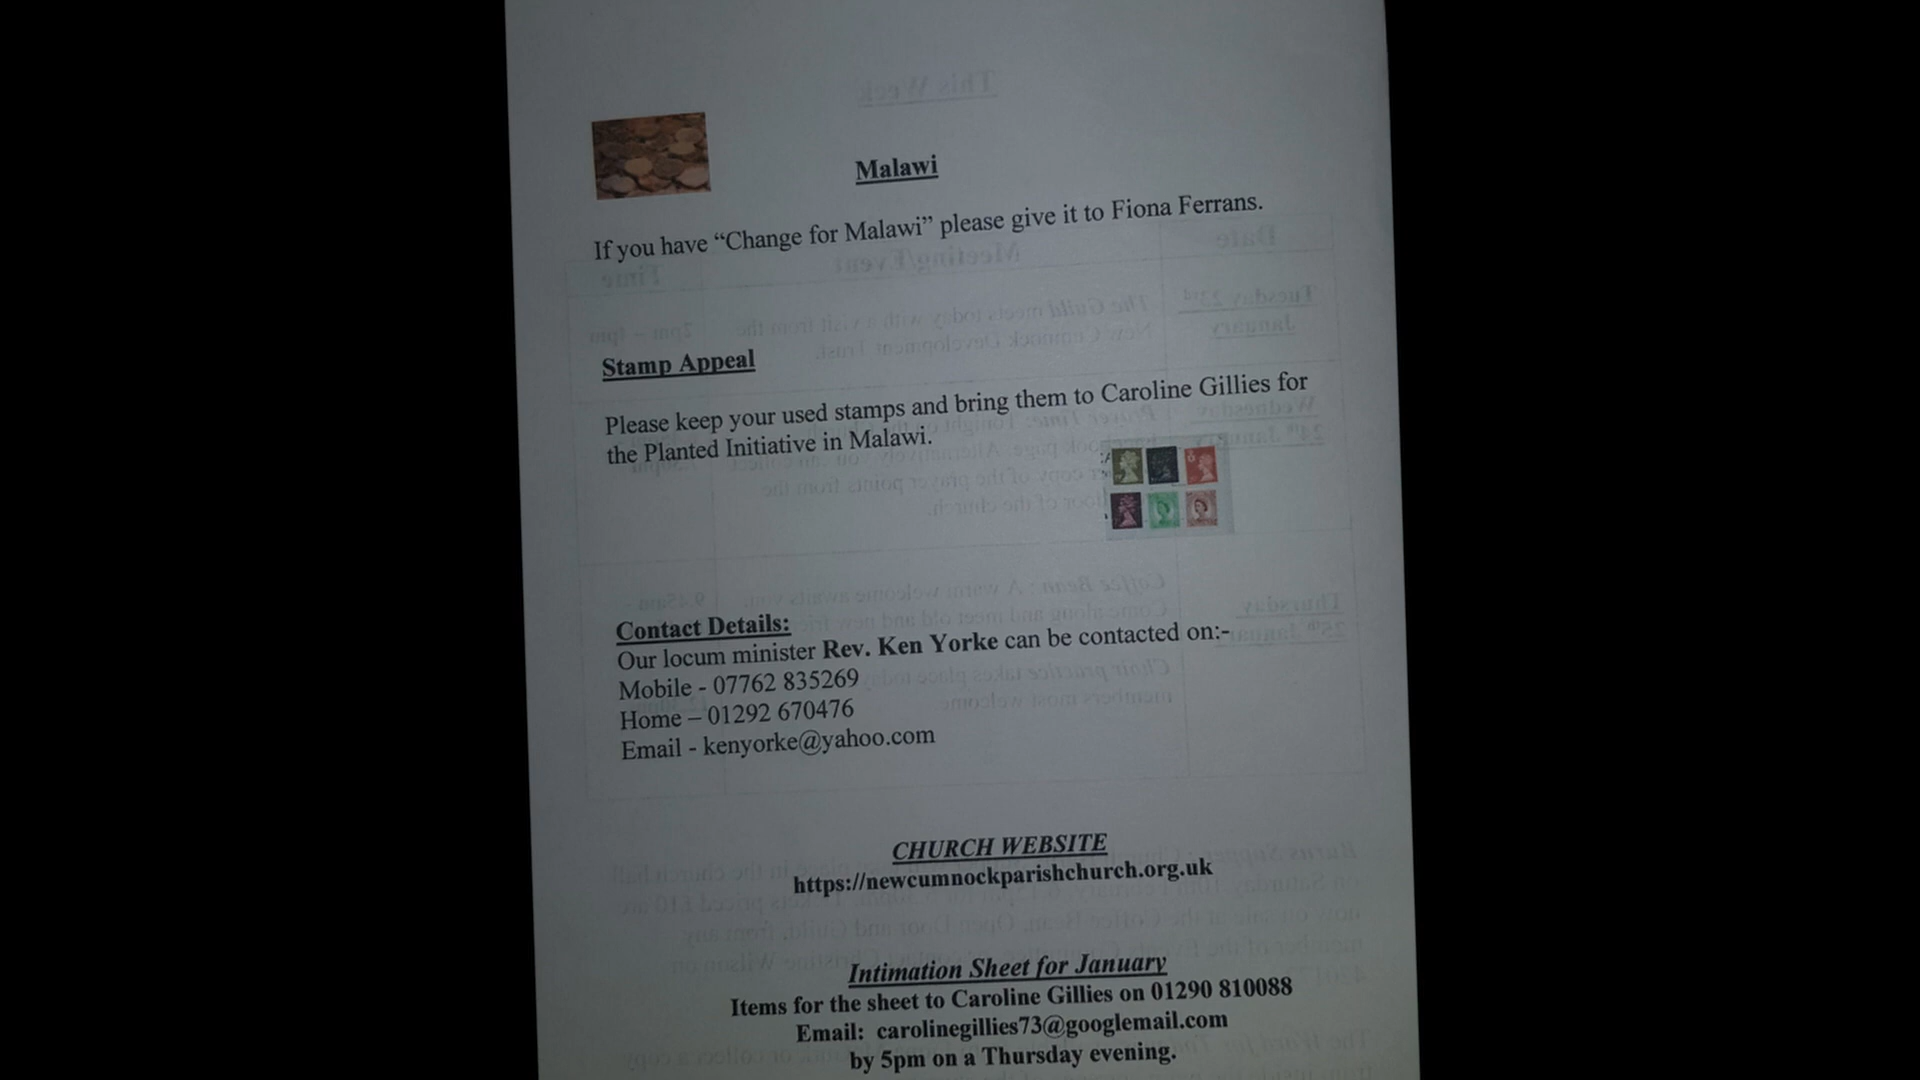 Malawi
If you have “Change for Malawi” please give it to Fiona Ferrans.
Stamp Appeal
Please keep your used stamps and bring them to Caroline Gillies for
the Planted Initiative in Malawi.
Contact Details:
Our locum minister Rev. Ken Yorke can be contacted on:-
Mobile - 07762 835269
Home – 01292 670476
Email - kenyorke@yahoo.com
CHURCH WEBSITE
https://newcumnockparishchurch.org.uk
Intimation Sheet for January
Items for the sheet to Caroline Gillies on 01290 810088
Email:  carolinegillies73@googlemail.com
by 5pm on a Thursday evening.